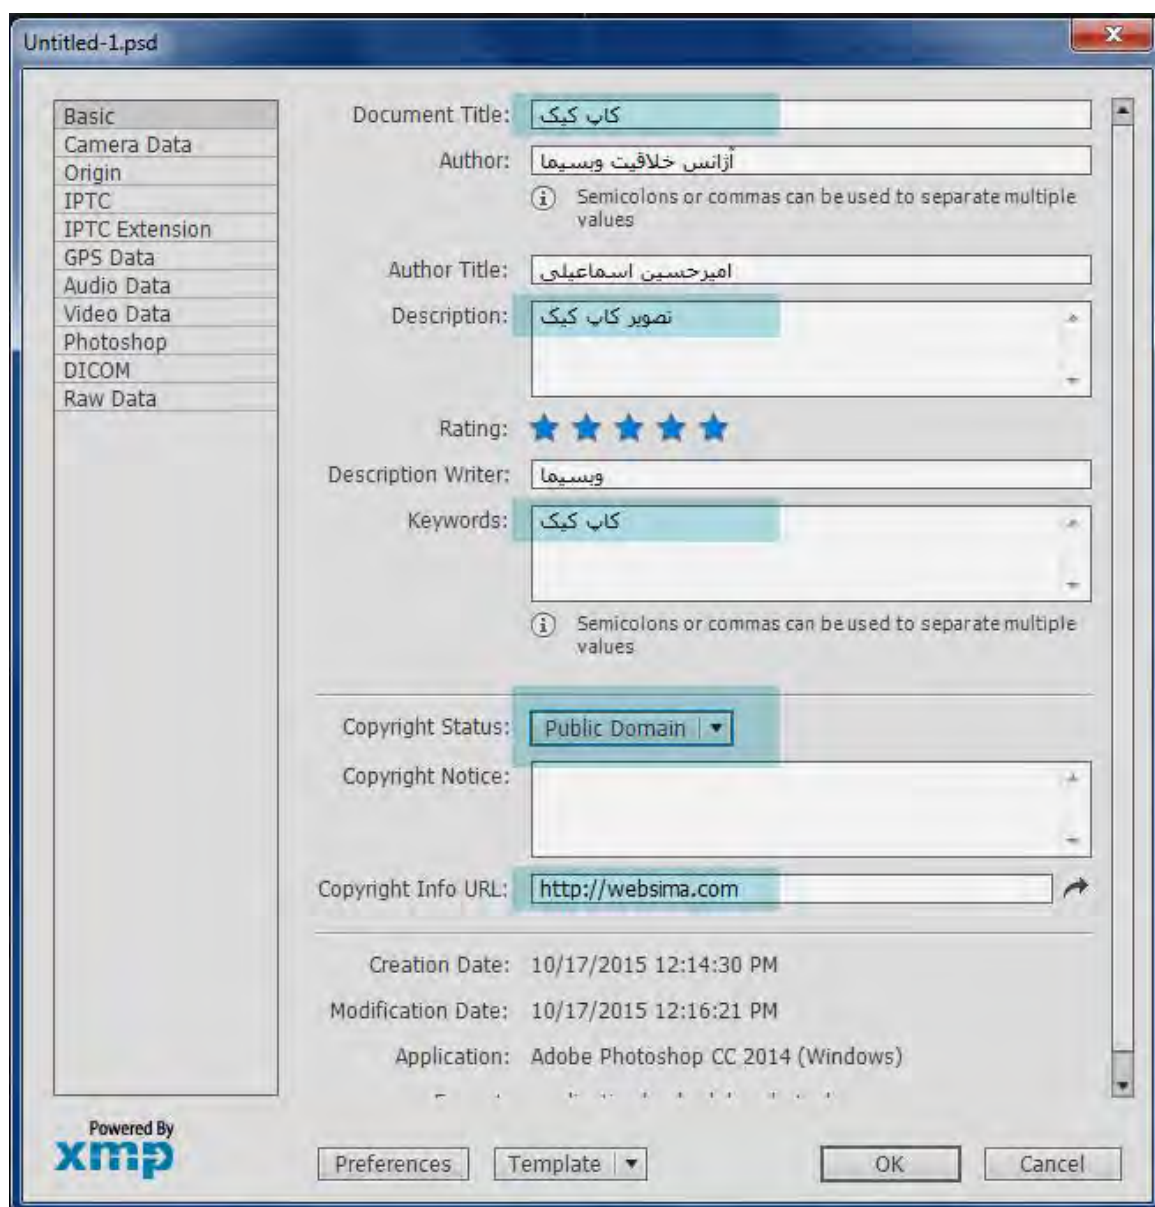 Untitled-1.psd
Basic
Camera Data
Origin
IPTC
IPTC Extension
GPS Data
Audio Data
Video Data
Photoshop
DICOM
Raw Data
Document Title: کاپ کیک
Author: آژانس خلاقیت وبسیما
Semicolons or commas can be used to separate multiple
values
Author Title: امیرحسین اسماعیلی
Description: تصویر کاپ کیک
Rating:
Description Writer: وبسیما
Keywords: کاپ کیک
Semicolons or commas can be used to separate multiple
values
Copyright Status: Public Domain
Copyright Notice:
Copyright Info URL: http://websima.com
Creation Date: 10/17/2015 12:14:30 PM
Modification Date: 10/17/2015 12:16:21 PM
Application: Adobe Photoshop CC 2014 (Windows)
Powered By
xmp
Preferences
Template
OK
Cancel